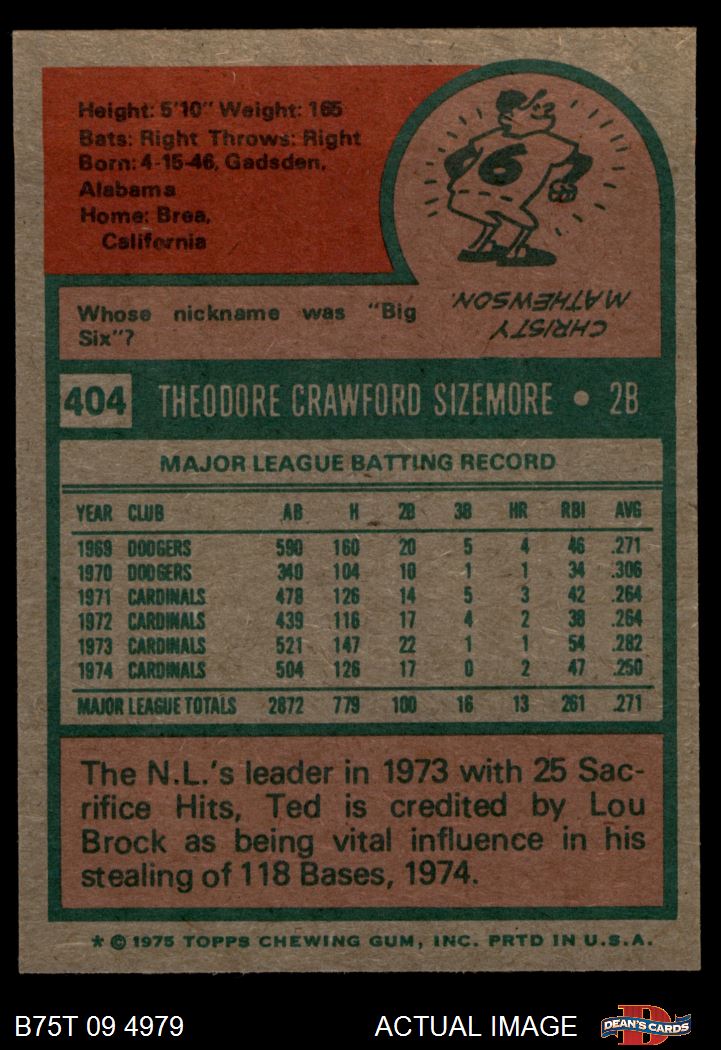 Height: 5'10" Weight: 165
Bats: Right Throws: Right
Born: 4-15-46, Gadsden,
Alabama
Home: Brea,
California
6
CHRISTY
MATHEWSON
Whose nickname was "Big
Six"?
404 THEODORE CRAWFORD SIZEMORE • 2B
MAJOR LEAGUE BATTING RECORD
YEAR CLUB AB H 2B 3B HR RBI AVG
1969 DODGERS 590 160 20 5 4 46 .271
1970 DODGERS 340 104 10 1 1 34 .306
1971 CARDINALS 478 126 14 5 3 42 .264
1972 CARDINALS 439 116 17 4 2 38 .264
1973 CARDINALS 521 147 22 1 1 54 .282
1974 CARDINALS 504 126 17 0 2 47 .250
MAJOR LEAGUE TOTALS 2872 779 100 16 13 261 .271
The N.L.'s leader in 1973 with 25 Sac-
rifice Hits, Ted is credited by Lou
Brock as being vital influence in his
stealing of 118 Bases, 1974.
* © 1975 TOPPS CHEWING GUM, INC. PRTD IN U.S.A.
B75T 09 4979 ACTUAL IMAGE D DEAN'S CARDS